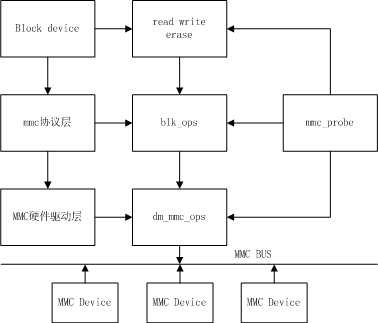 Block device
read write
erase
mmc协议层
blk_ops
mmc_probe
MMC硬件驱动层
dm_mmc_ops
MMC BUS
MMC Device
MMC Device
MMC Device